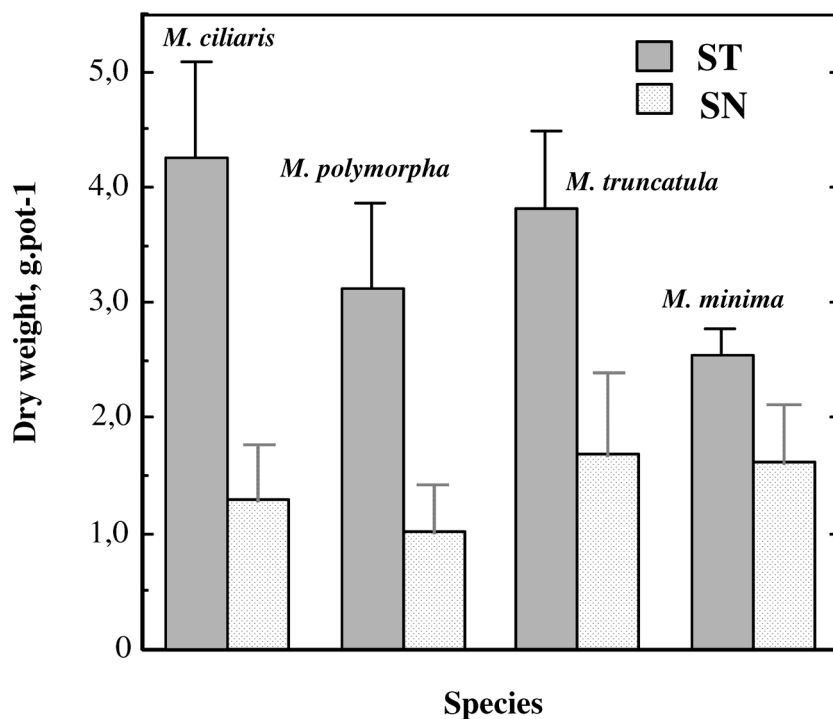 M. ciliaris
ST
SN
M. polymorpha
M. truncatula
M. minima
5,0
4,0
3,0
2,0
1,0
0
Dry weight, g.pot-1
Species